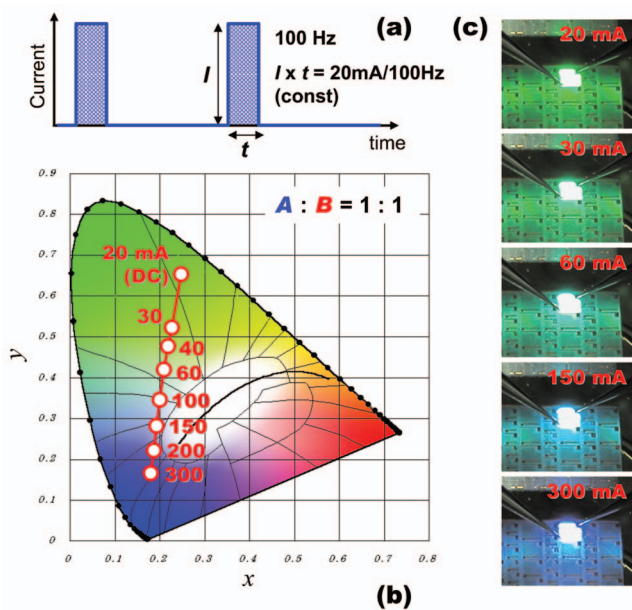 (a)
Current
I
100 Hz
I x t = 20mA/100Hz
(const)
t
time
0.9
0.8
0.7
0.6
0.5
0.4
0.3
0.2
0.1
0
y
A : B = 1 : 1
20 mA
(DC)
30
40
60
100
150
200
300
0 0.1 0.2 0.3 0.4 0.5 0.6 0.7 0.8
x
(b)
(c)
20 mA
30 mA
60 mA
150 mA
300 mA